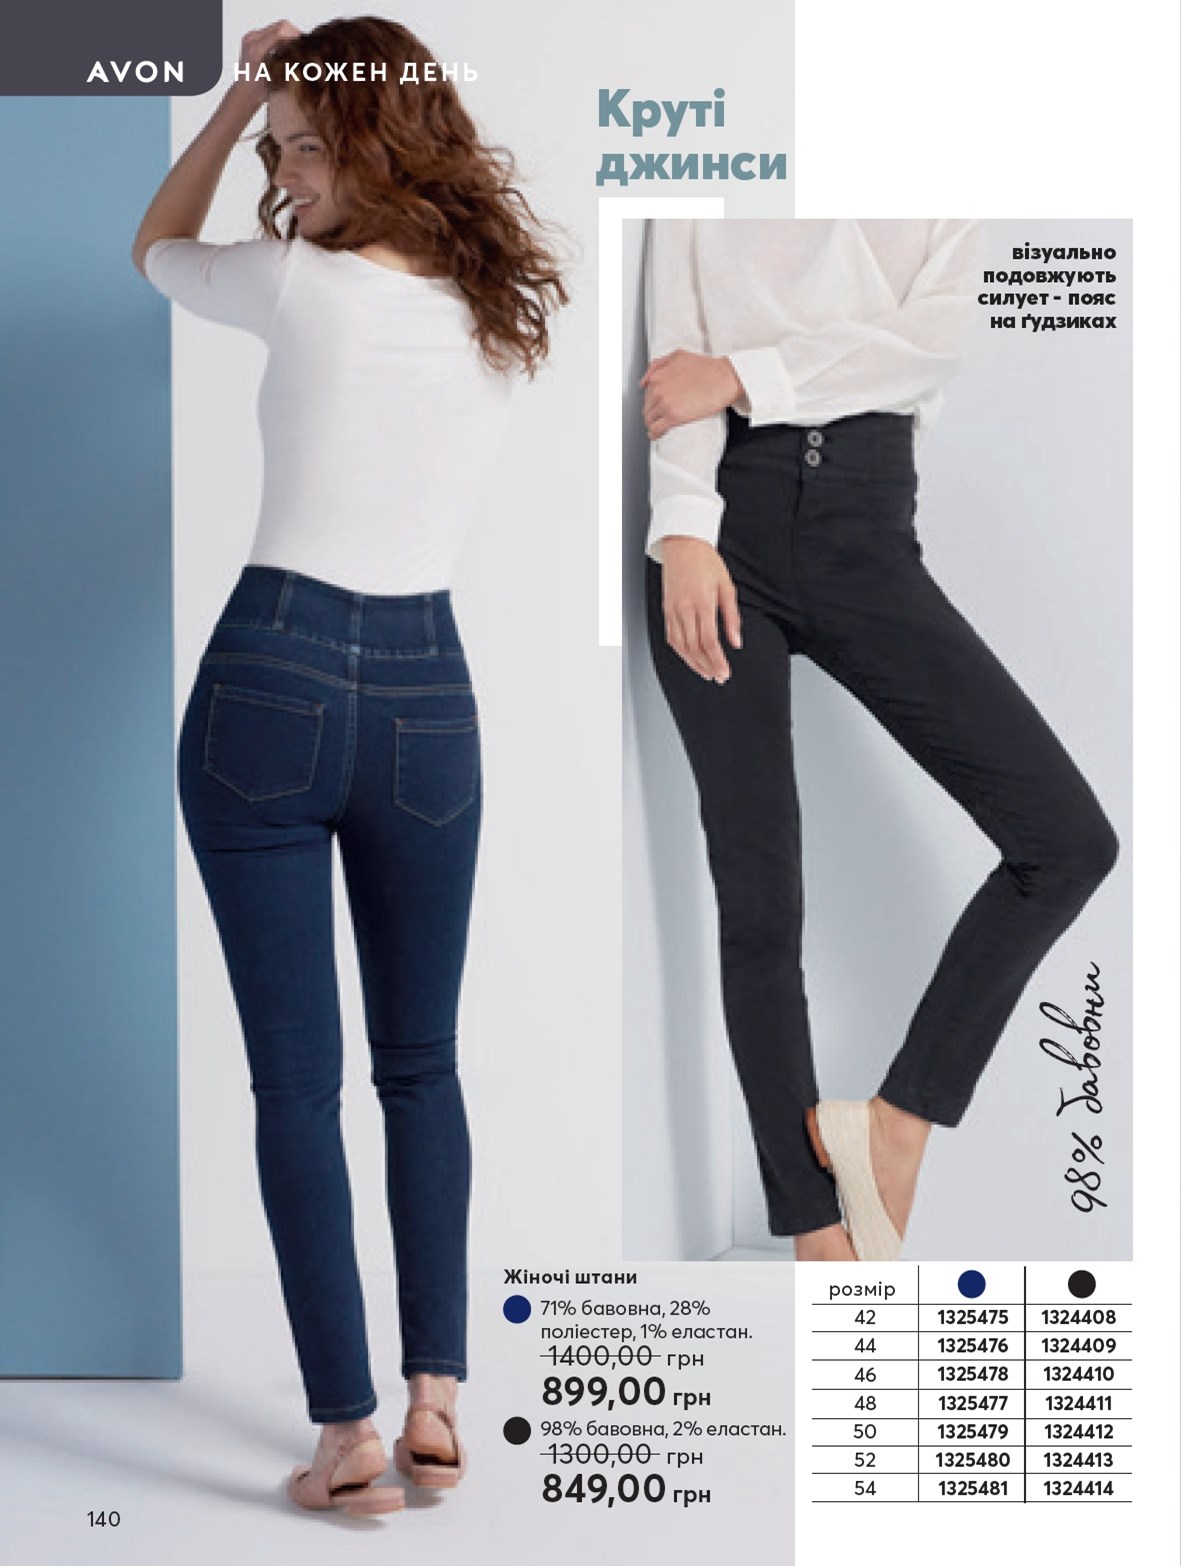 AVON НА КОЖЕН ДЕНЬ
Круті
джинси
візуально
подовжують
силует - пояс
на ґудзиках
98% бавовни
Жіночі штани
71% бавовна, 28%
поліестер, 1% еластан.
1400,00 грн
899,00 грн
98% бавовна, 2% еластан.
1300,00 грн
849,00 грн
розмір
42 1325475 1324408
44 1325476 1324409
46 1325478 1324410
48 1325477 1324411
50 1325479 1324412
52 1325480 1324413
54 1325481 1324414
140